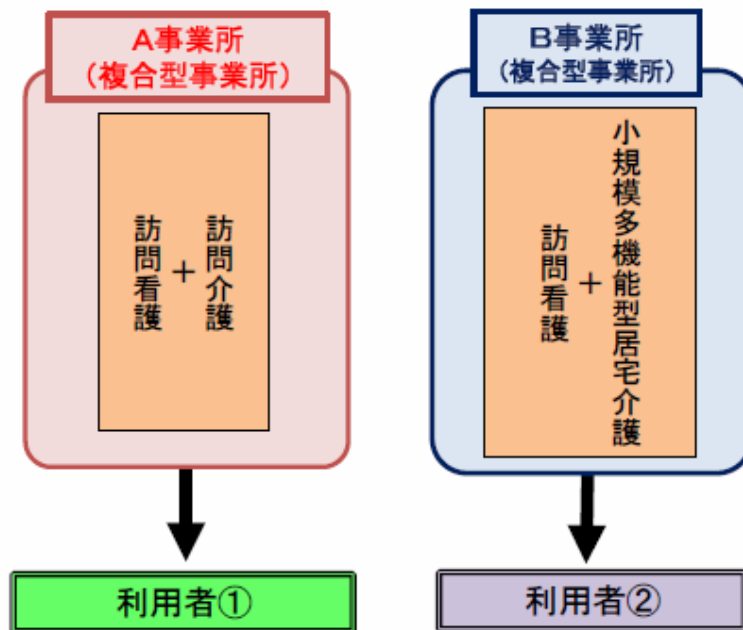 A事業所
（複合型事業所）
訪問介護
＋
訪問看護
利用者①
B事業所
（複合型事業所）
小規模多機能型居宅介護
＋
訪問看護
利用者②